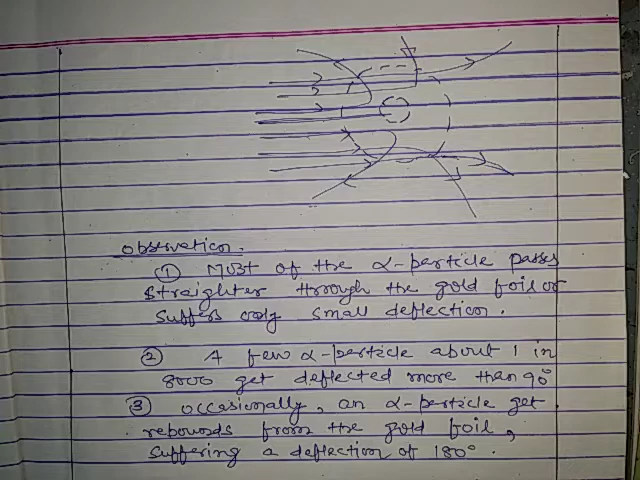 observation.
① Most of the α-particle passes
straighter through the gold foil or
suffers only small deflection.
② A few α-particle about 1 in
8000 get deflected more than 90°
③ occasionally, an α-particle get
rebounds from the gold foil,
suffering a deflection of 180°.